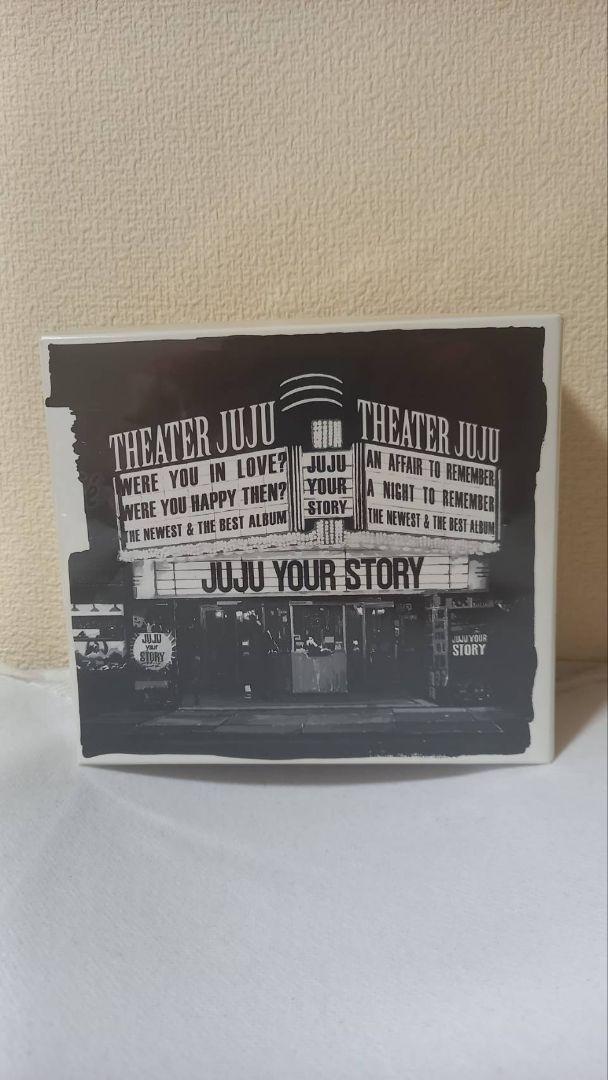 THEATER JUJU
WERE YOU IN LOVE?
WERE YOU HAPPY THEN?
THE NEWEST & THE BEST ALBUM
JUJU
YOUR
STORY
THEATER JUJU
AN AFFAIR TO REMEMBER
A NIGHT TO REMEMBER
THE NEWEST & THE BEST ALBUM
JUJU YOUR STORY
JUJU
YOUR
STORY
JUJU YOUR
STORY